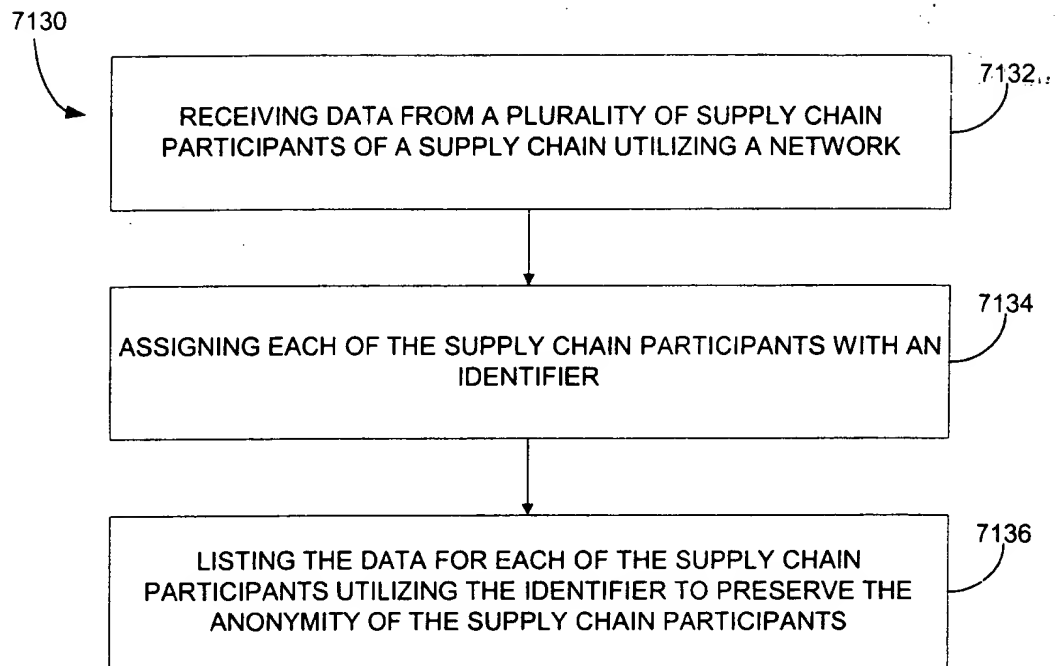 7130
7132
RECEIVING DATA FROM A PLURALITY OF SUPPLY CHAIN
PARTICIPANTS OF A SUPPLY CHAIN UTILIZING A NETWORK
7134
ASSIGNING EACH OF THE SUPPLY CHAIN PARTICIPANTS WITH AN
IDENTIFIER
7136
LISTING THE DATA FOR EACH OF THE SUPPLY CHAIN
PARTICIPANTS UTILIZING THE IDENTIFIER TO PRESERVE THE
ANONYMITY OF THE SUPPLY CHAIN PARTICIPANTS